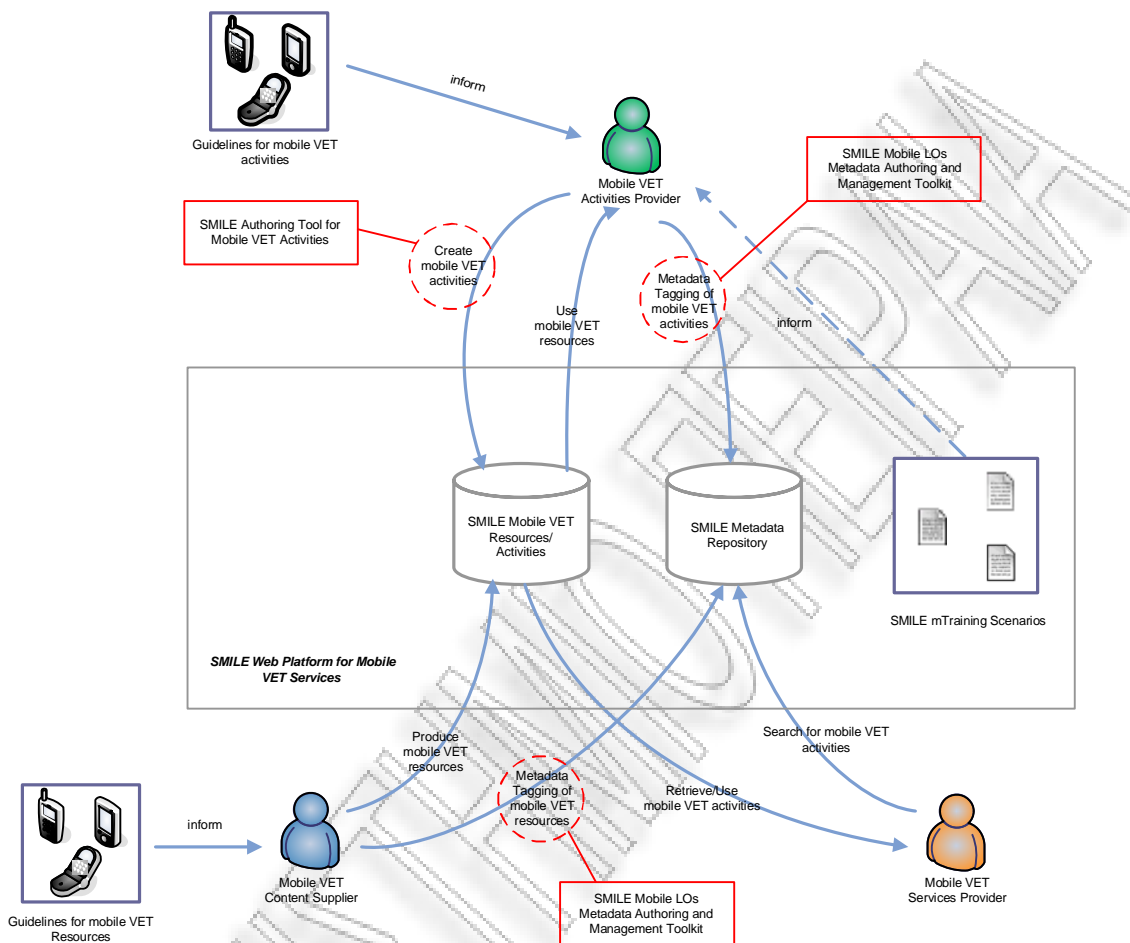 inform
Guidelines for mobile VET
activities
Mobile VET
Activities Provider
SMILE Mobile LOs
Metadata Authoring and
Management Toolkit
SMILE Authoring Tool for
Mobile VET Activities
Create
mobile VET
activities
Use
mobile VET
resources
Metadata
Tagging of
mobile VET
activities
inform
SMILE Mobile VET
Resources/
Activities
SMILE Metadata
Repository
SMILE mTraining Scenarios
SMILE Web Platform for Mobile
VET Services
Produce
mobile VET
resources
Metadata
Tagging of
mobile VET
resources
Search for mobile VET
activities
Retrieve/Use
mobile VET activities
inform
Guidelines for mobile VET
Resources
Mobile VET
Content Supplier
SMILE Mobile LOs
Metadata Authoring and
Management Toolkit
Mobile VET
Services Provider